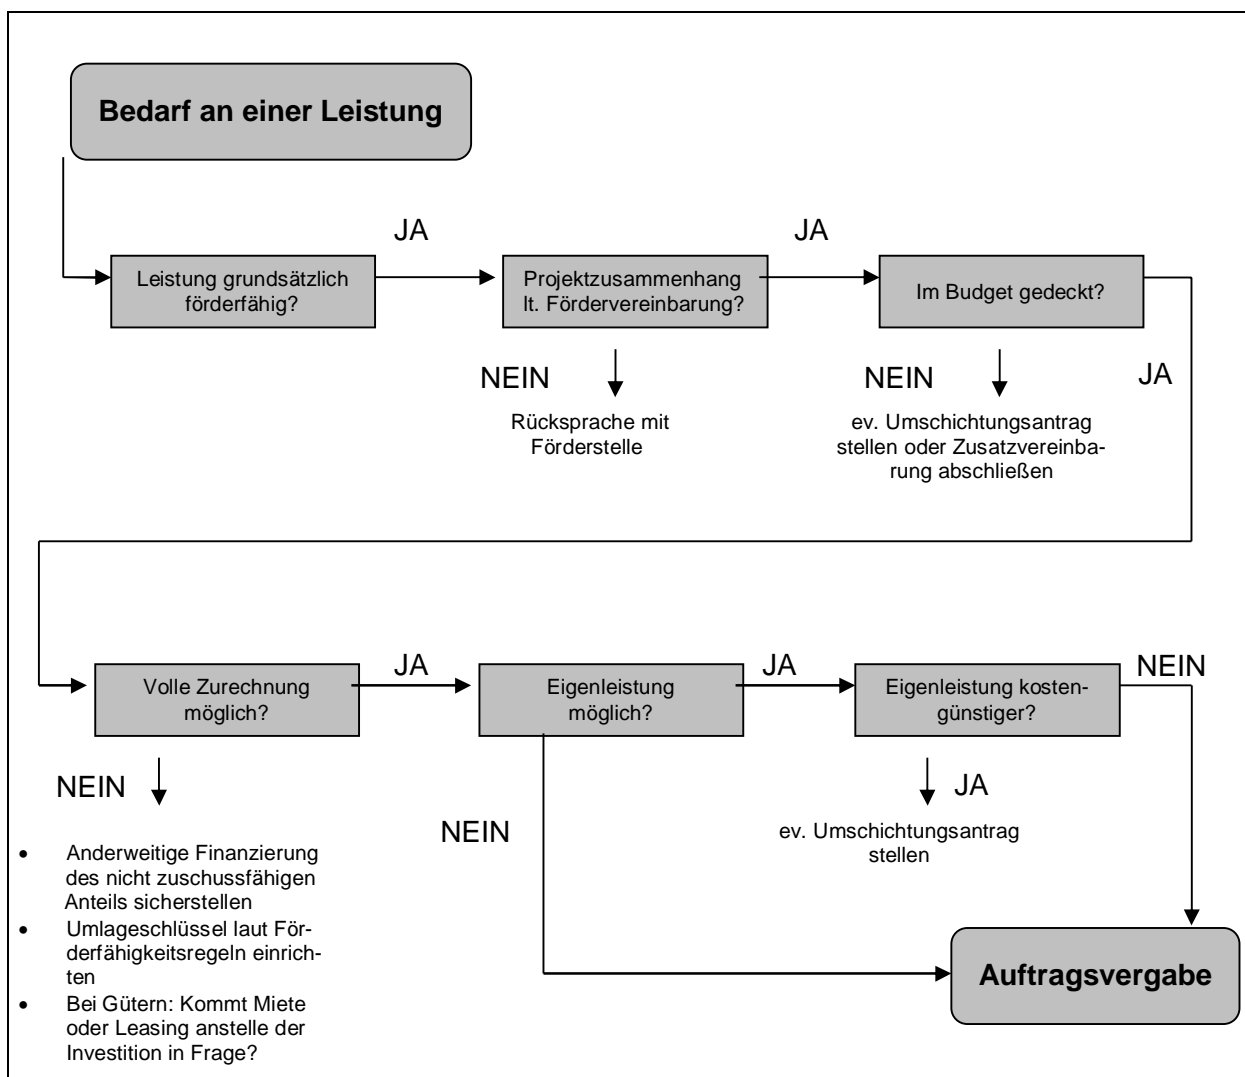 Bedarf an einer Leistung
JA
JA
Leistung grundsätzlich
förderfähig?
Projektzusammenhang
lt. Fördervereinbarung?
Im Budget gedeckt?
NEIN
NEIN
JA
Rücksprache mit
Förderstelle
ev. Umschichtungsantrag
stellen oder Zusatzvereinba-
rung abschließen
JA
JA
NEIN
Volle Zurechnung
möglich?
Eigenleistung
möglich?
Eigenleistung kosten-
günstiger?
NEIN
JA
NEIN
ev. Umschichtungsantrag
stellen
• Anderweitige Finanzierung
des nicht zuschussfähigen
Anteils sicherstellen
• Umlageschlüssel laut För-
derfähigkeitsregeln einrich-
ten
• Bei Gütern: Kommt Miete
oder Leasing anstelle der
Investition in Frage?
Auftragsvergabe